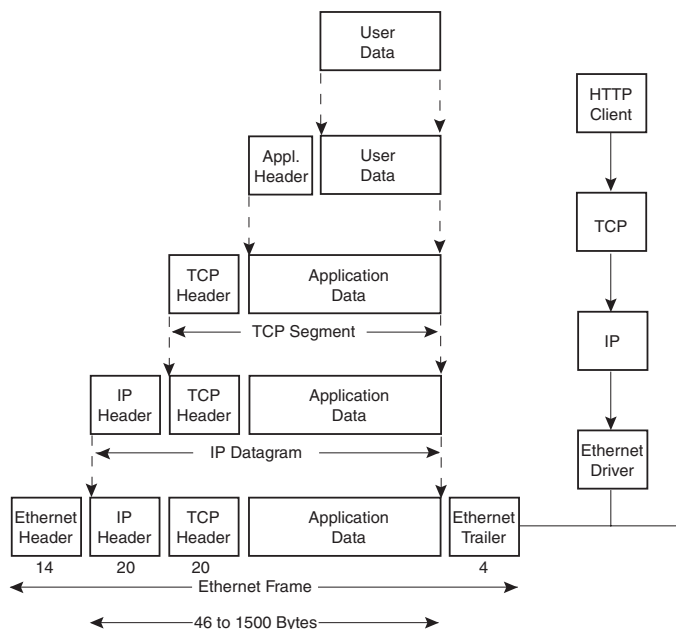 User
Data
HTTP
Client
Appl.
Header
User
Data
TCP
TCP
Header
Application
Data
TCP Segment
IP
IP
Header
TCP
Header
Application
Data
IP Datagram
Ethernet
Driver
Ethernet
Header
IP
Header
TCP
Header
Application
Data
Ethernet
Trailer
14
20
20
4
Ethernet Frame
46 to 1500 Bytes